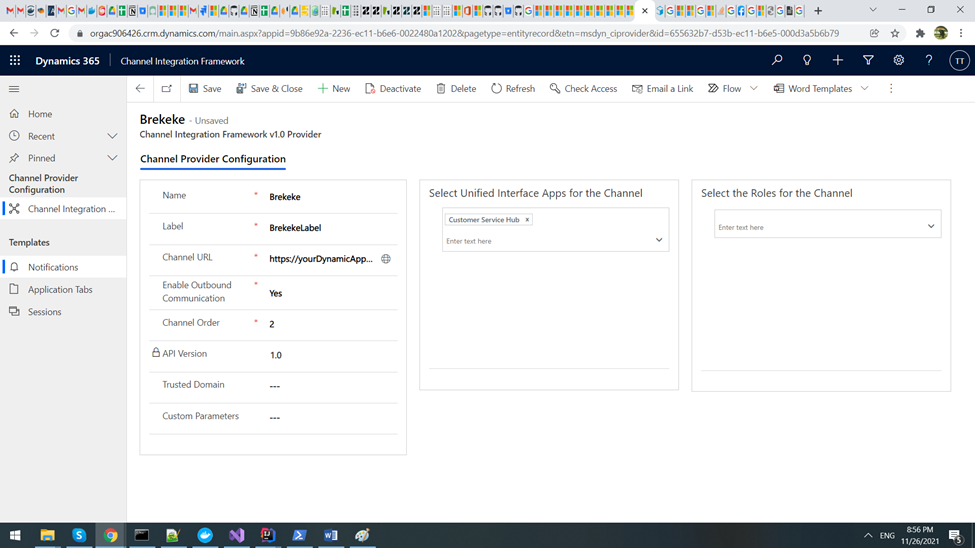 orgac906426.crm.dynamics.com/main.aspx?appid=9b86e92a-2236-ec11-b6e6-0022480a1202&pagetype=entityrecord&etn=msdyn_ciprovider&id=655632b7-d53b-ec11-b6e5-000d3a5b6b79
Dynamics 365 Channel Integration Framework TT
Save Save & Close New Deactivate Delete Refresh Check Access Email a Link Flow Word Templates
Home
Recent
Pinned
Channel Provider
Configuration
Channel Integration ...
Templates
Notifications
Application Tabs
Sessions
Brekeke - Unsaved
Channel Integration Framework v1.0 Provider
Channel Provider Configuration
Name * Brekeke
Label * BrekekeLabel
Channel URL * https://yourDynamicApp...
Enable Outbound
Communication * Yes
Channel Order * 2
API Version 1.0
Trusted Domain ---
Custom Parameters ---
Select Unified Interface Apps for the Channel
Customer Service Hub x
Enter text here
Select the Roles for the Channel
Enter text here
ENG
8:56 PM
11/26/2021
5